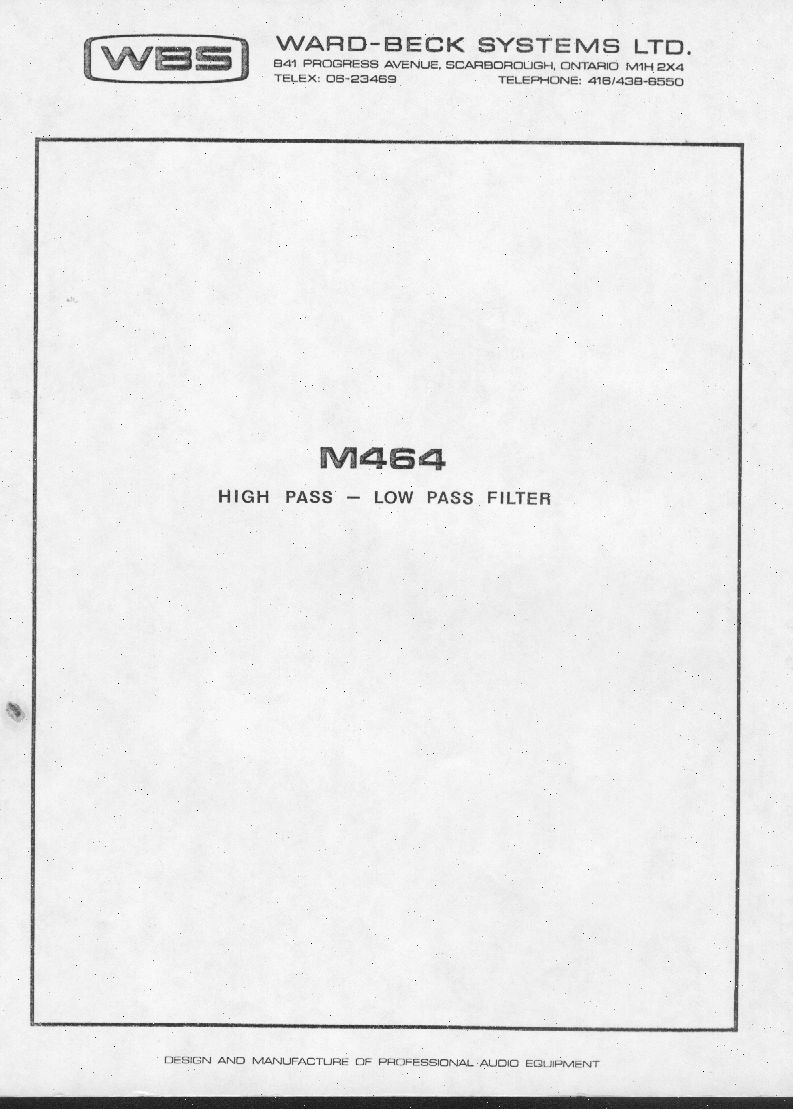 WBS
WARD-BECK SYSTEMS LTD.
841 PROGRESS AVENUE, SCARBOROUGH, ONTARIO M1H 2X4
TELEX: 06-23469 TELEPHONE: 416/438-6550
M464
HIGH PASS — LOW PASS FILTER
DESIGN AND MANUFACTURE OF PROFESSIONAL AUDIO EQUIPMENT